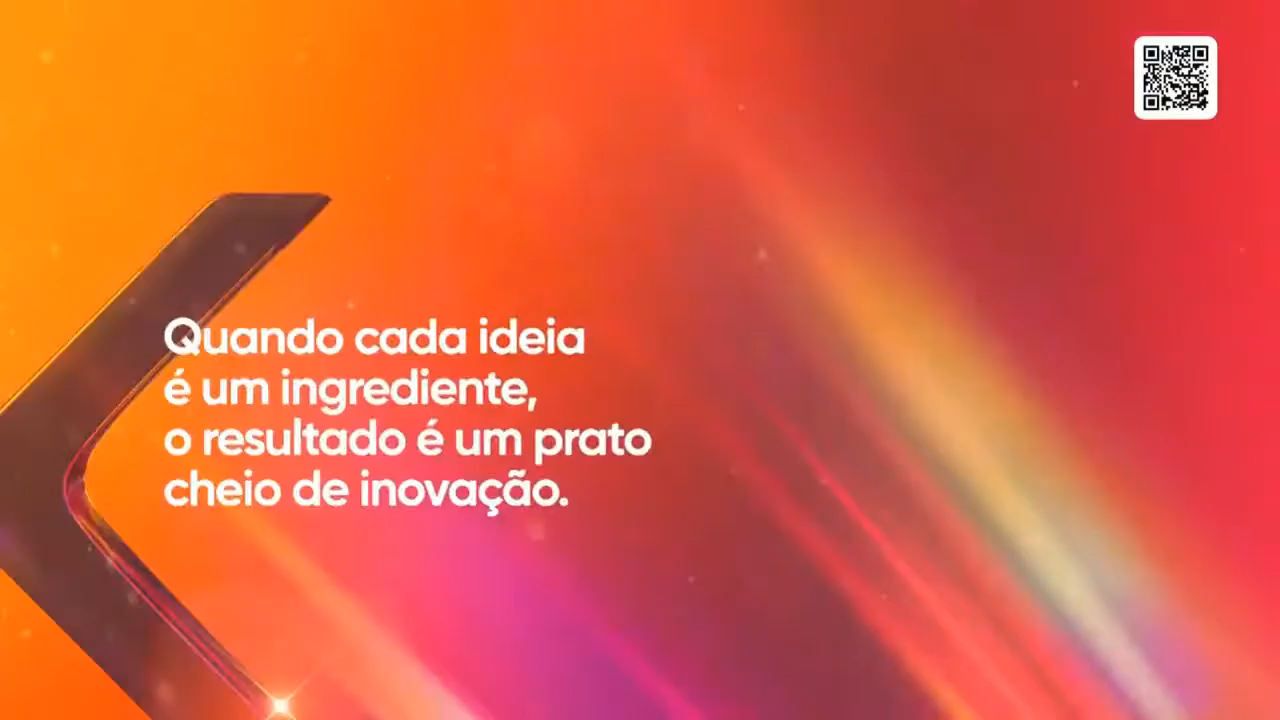 Quando cada ideia
é um ingrediente,
o resultado é um prato
cheio de inovação.